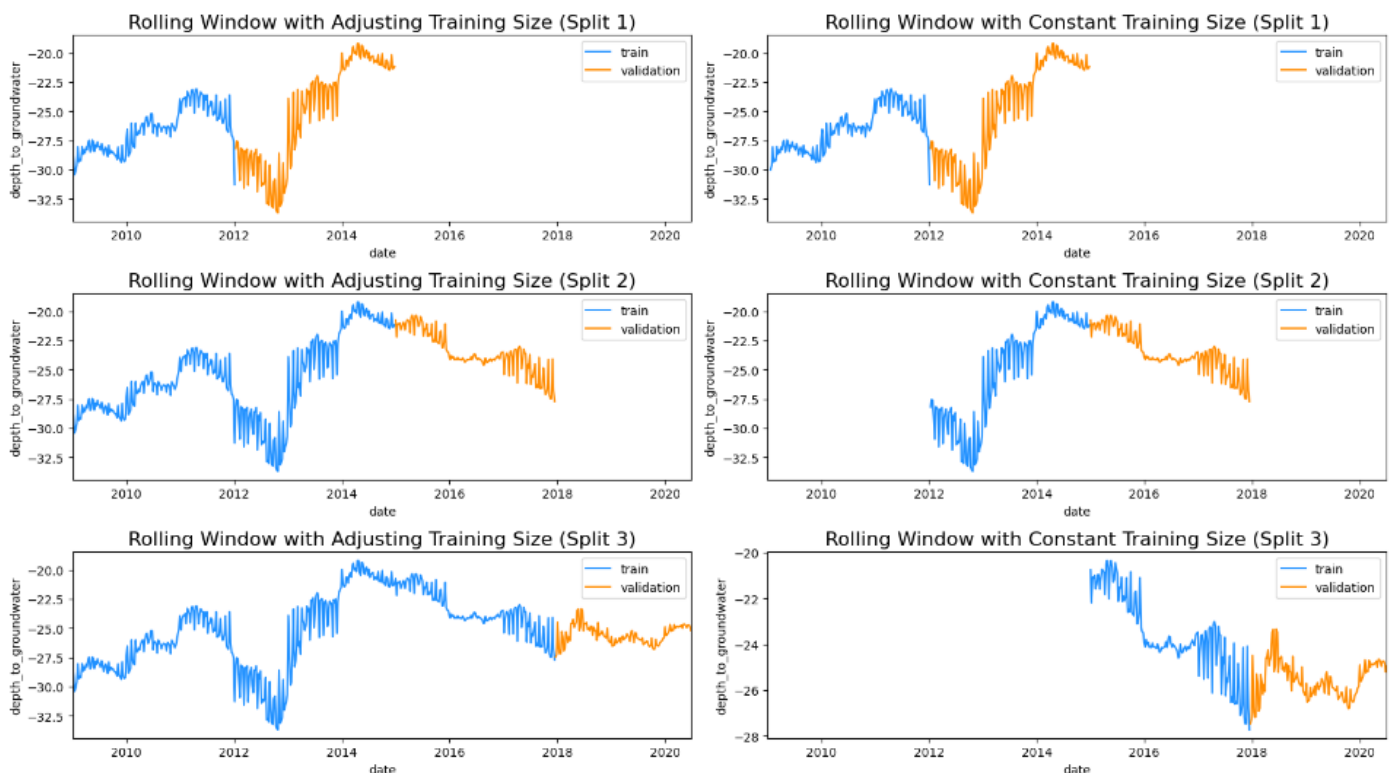 Rolling Window with Adjusting Training Size (Split 1)
depth_to_groundwater
−20.0
−22.5
−25.0
−27.5
−30.0
−32.5
train
validation
2010 2012 2014 2016 2018 2020
date
Rolling Window with Constant Training Size (Split 1)
depth_to_groundwater
−20.0
−22.5
−25.0
−27.5
−30.0
−32.5
train
validation
2010 2012 2014 2016 2018 2020
date
Rolling Window with Adjusting Training Size (Split 2)
depth_to_groundwater
−20.0
−22.5
−25.0
−27.5
−30.0
−32.5
train
validation
2010 2012 2014 2016 2018 2020
date
Rolling Window with Constant Training Size (Split 2)
depth_to_groundwater
−20.0
−22.5
−25.0
−27.5
−30.0
−32.5
train
validation
2010 2012 2014 2016 2018 2020
date
Rolling Window with Adjusting Training Size (Split 3)
depth_to_groundwater
−20.0
−22.5
−25.0
−27.5
−30.0
−32.5
train
validation
2010 2012 2014 2016 2018 2020
date
Rolling Window with Constant Training Size (Split 3)
depth_to_groundwater
−20
−22
−24
−26
−28
train
validation
2010 2012 2014 2016 2018 2020
date